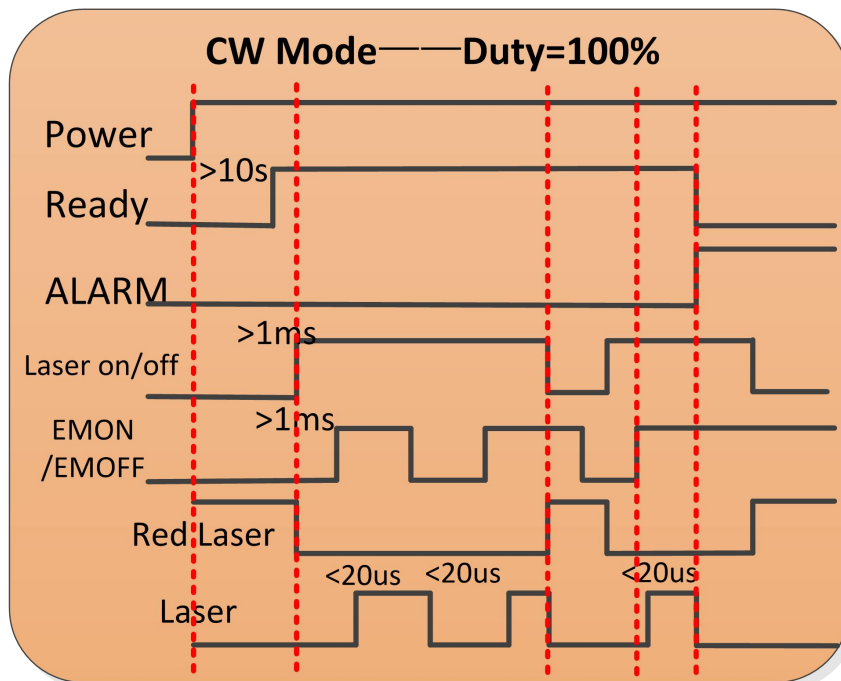 CW Mode——Duty=100%
Power
>10s
Ready
ALARM
>1ms
Laser on/off
>1ms
EMON
/EMOFF
Red Laser
<20us <20us <20us
Laser